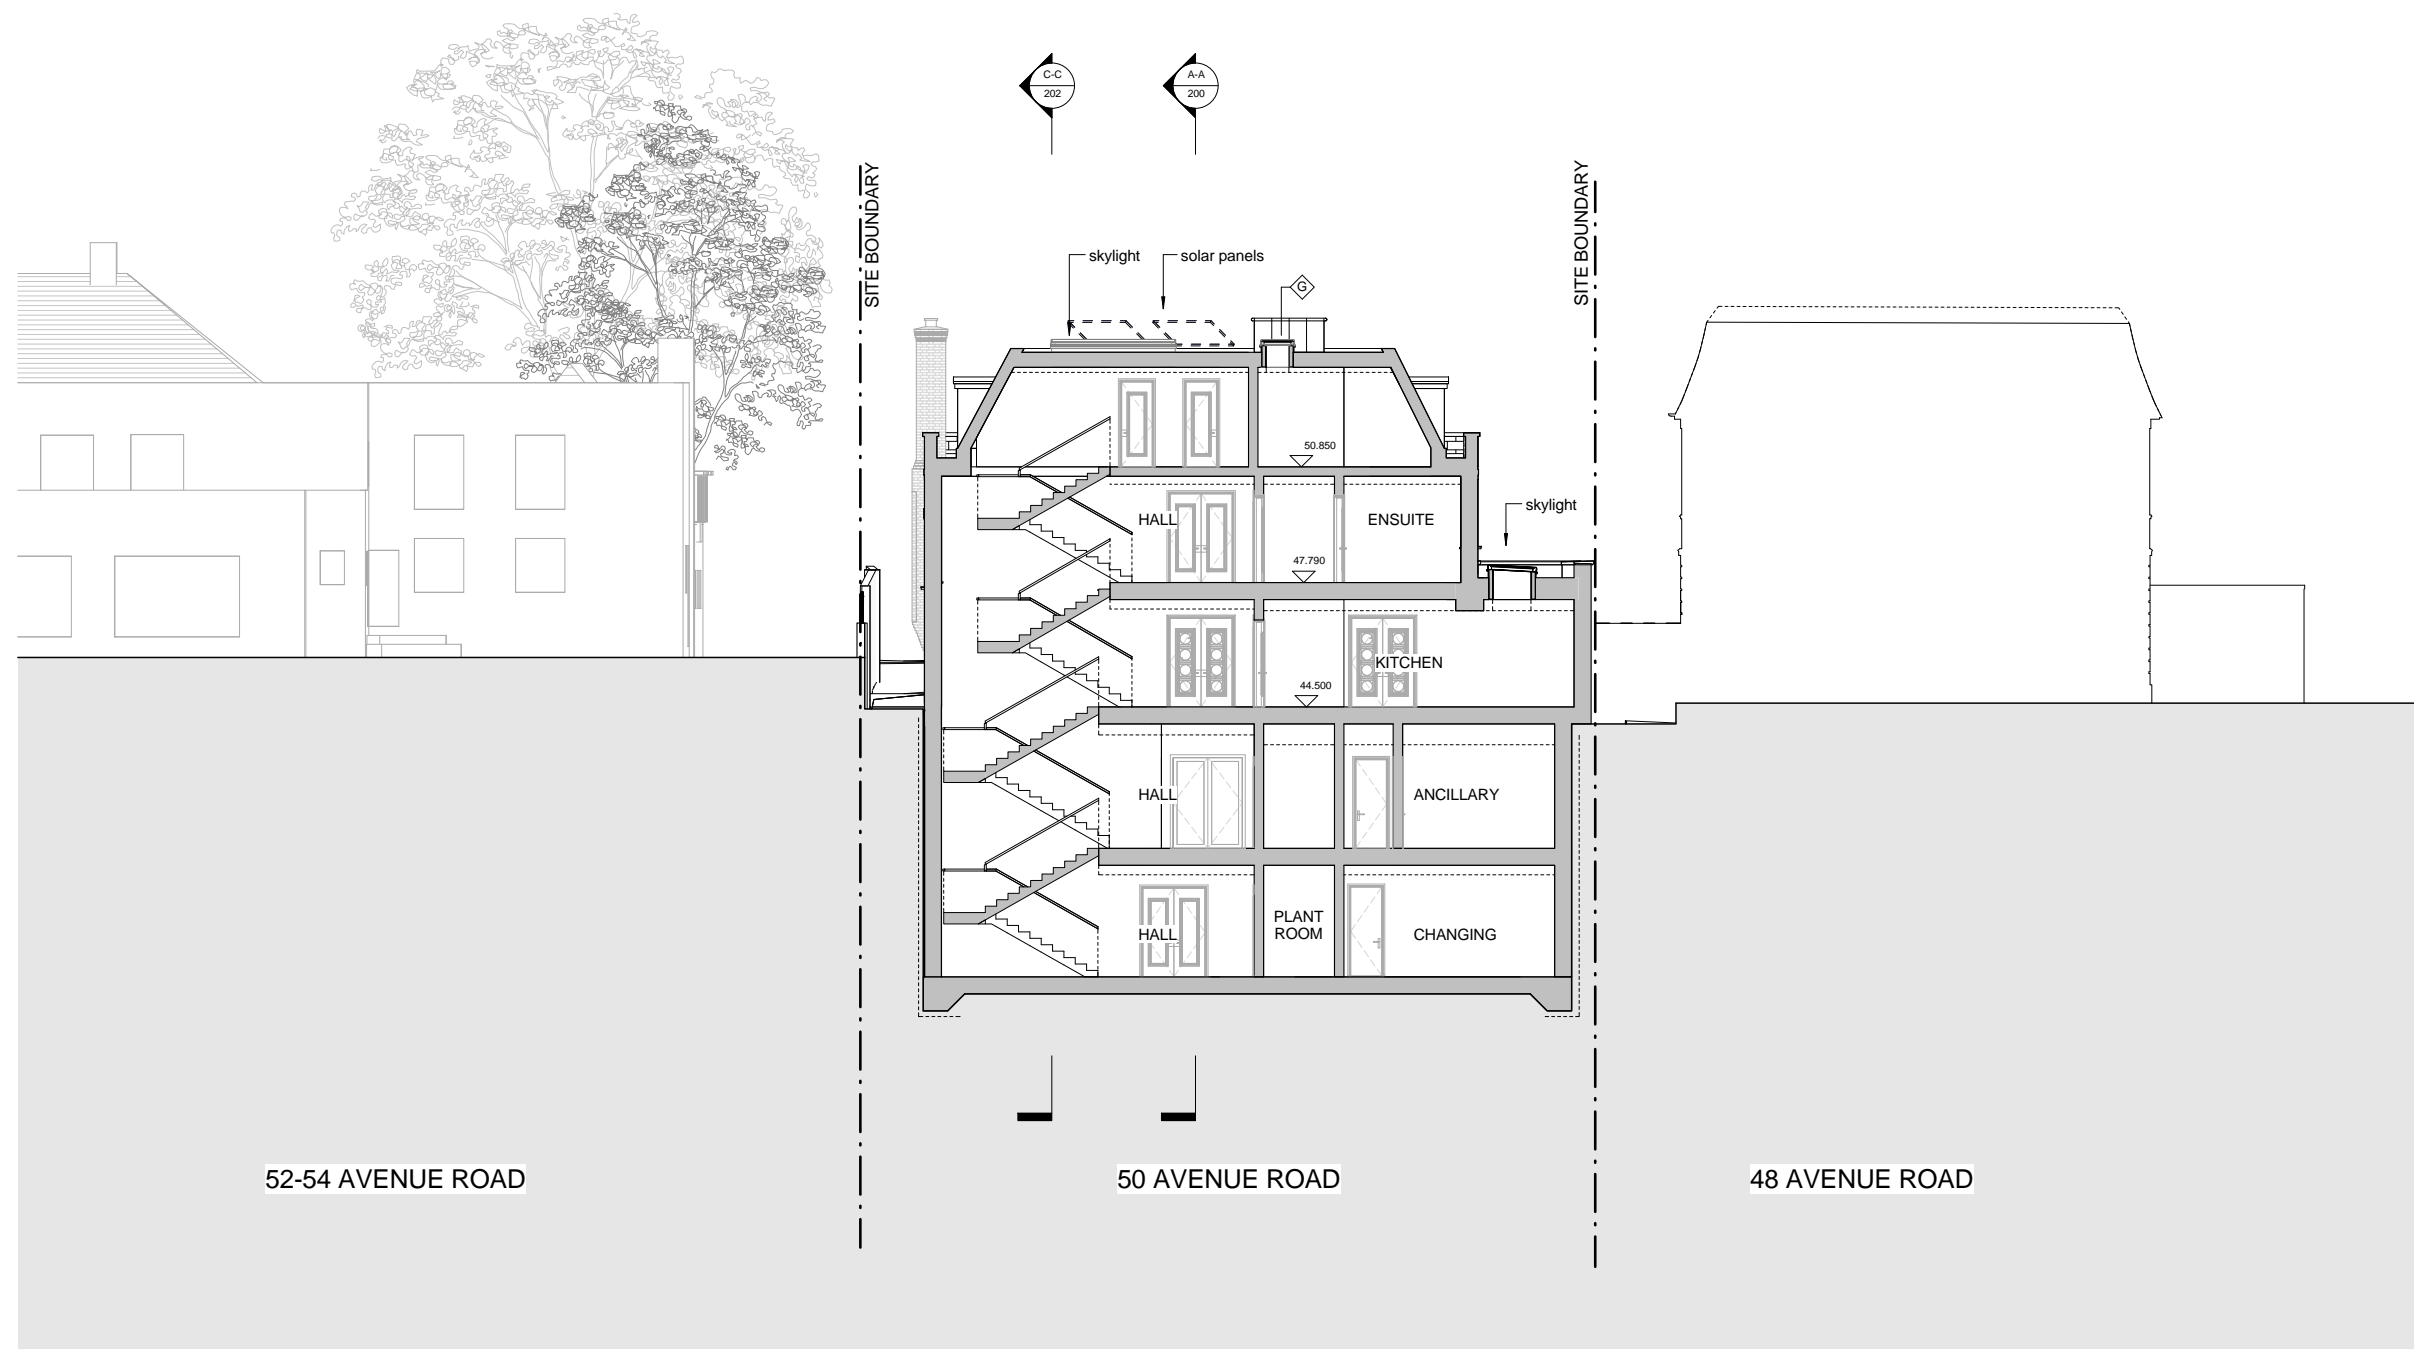 C-C
202
A-A
200
SITE BOUNDARY
SITE BOUNDARY
skylight
solar panels
G
50.850
skylight
HALL
ENSUITE
47.790
KITCHEN
44.500
HALL
ANCILLARY
PLANT
ROOM
HALL
CHANGING
52-54 AVENUE ROAD
50 AVENUE ROAD
48 AVENUE ROAD